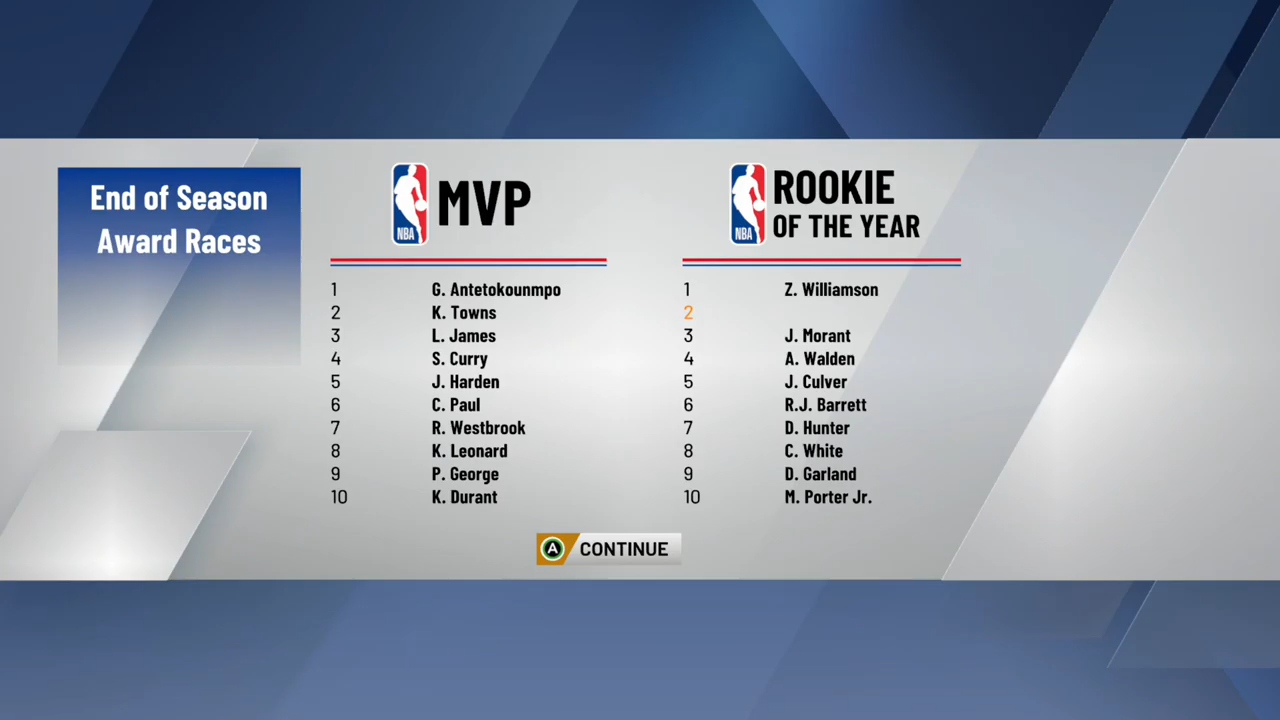 End of Season
Award Races
NBA
MVP
1 G. Antetokounmpo
2 K. Towns
3 L. James
4 S. Curry
5 J. Harden
6 C. Paul
7 R. Westbrook
8 K. Leonard
9 P. George
10 K. Durant
NBA
ROOKIE
OF THE YEAR
1 Z. Williamson
2
3 J. Morant
4 A. Walden
5 J. Culver
6 R.J. Barrett
7 D. Hunter
8 C. White
9 D. Garland
10 M. Porter Jr.
A CONTINUE